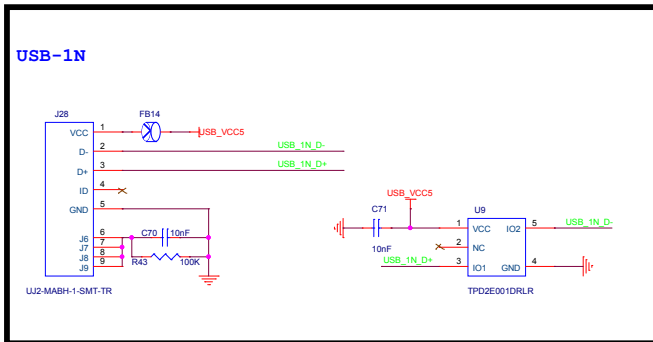 USB-1N
J28
FB14
VCC 1
USB_VCC5
D- 2
USB_1N_D-
D+ 3
USB_1N_D+
ID 4
GND 5
J6 6
J7 7
J8 8
J9 9
C70 10nF
R43 100K
UJ2-MABH-1-SMT-TR
USB_VCC5
C71
10nF
U9
1 VCC IO2 5
USB_1N_D-
2 NC
USB_1N_D+
3 IO1 GND 4
TPD2E001DRLR